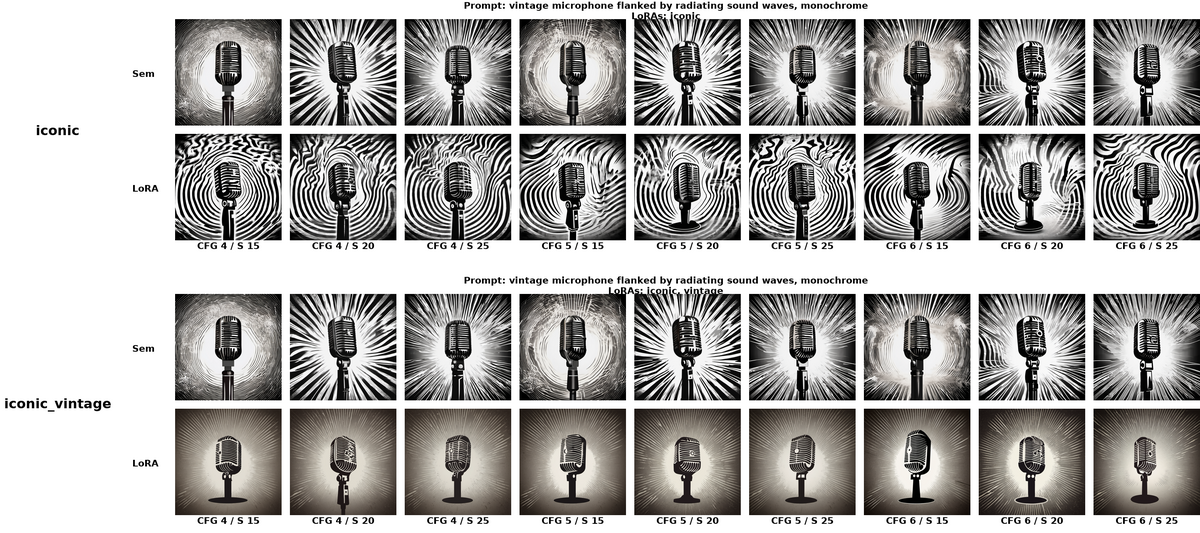 Prompt: vintage microphone flanked by radiating sound waves, monochrome
LoRAs: iconic
iconic
Sem
LoRA
CFG 4 / S 15 CFG 4 / S 20 CFG 4 / S 25 CFG 5 / S 15 CFG 5 / S 20 CFG 5 / S 25 CFG 6 / S 15 CFG 6 / S 20 CFG 6 / S 25
Prompt: vintage microphone flanked by radiating sound waves, monochrome
LoRAs: iconic, vintage
iconic_vintage
Sem
LoRA
CFG 4 / S 15 CFG 4 / S 20 CFG 4 / S 25 CFG 5 / S 15 CFG 5 / S 20 CFG 5 / S 25 CFG 6 / S 15 CFG 6 / S 20 CFG 6 / S 25